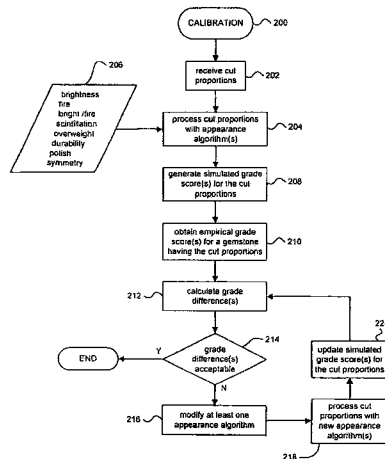 CALIBRATION
200
receive cut
proportions
202
206
brightness
fire
bright /fire
scintillation
overweight
durability
polish
symmetry
process cut proportions
with appearance
algorithm(s)
204
generate simulated grade
score(s) for the cut
proportions
208
obtain empirical grade
score(s) for a gemstone
having the cut proportions
210
212
calculate grade
difference(s)
214
grade
difference(s)
acceptable
Y
END
N
216
modify at least one
appearance algorithm
process cut
proportions with
new appearance
algorithm(s)
218
update simulated
grade score(s) for
the cut proportions